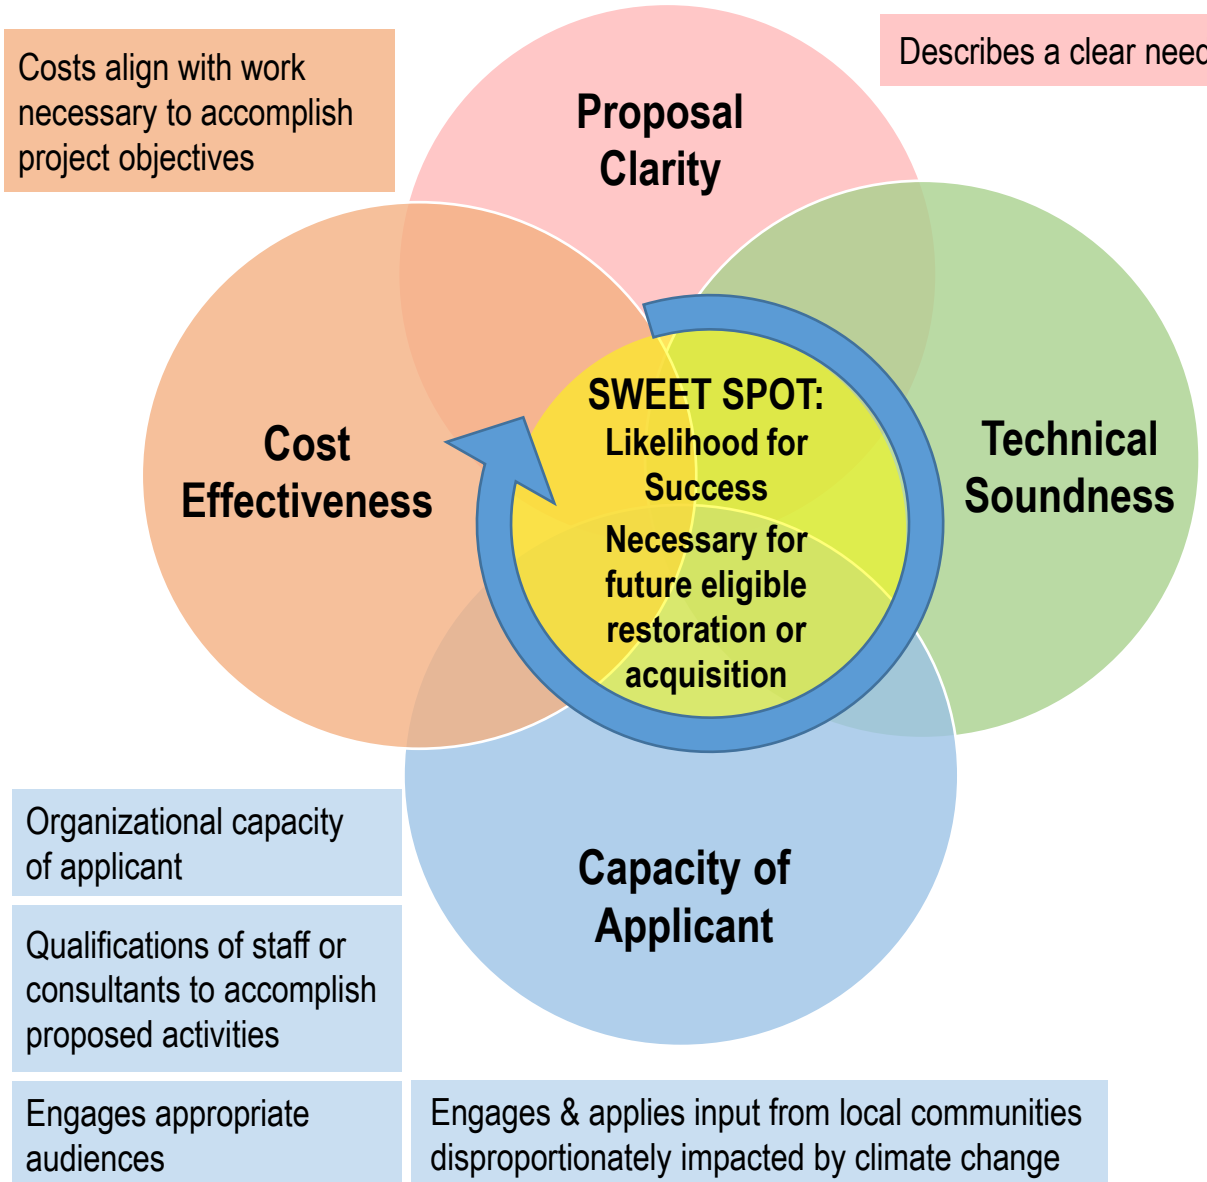 Costs align with work
necessary to accomplish
project objectives
Describes a clear need
Proposal
Clarity
Cost
Effectiveness
SWEET SPOT:
Likelihood for
Success
Necessary for
future eligible
restoration or
acquisition
Technical
Soundness
Capacity of
Applicant
Organizational capacity
of applicant
Qualifications of staff or
consultants to accomplish
proposed activities
Engages appropriate
audiences
Engages & applies input from local communities
disproportionately impacted by climate change